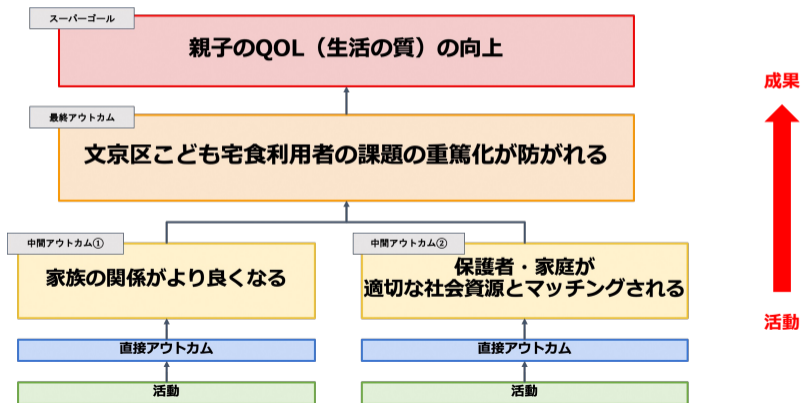 スーパーゴール
親子のQOL（生活の質）の向上
成果
最終アウトカム
文京区こども宅食利用者の課題の重篤化が防がれる
中間アウトカム①
家族の関係がより良くなる
中間アウトカム②
保護者・家庭が
適切な社会資源とマッチングされる
活動
直接アウトカム
直接アウトカム
活動
活動